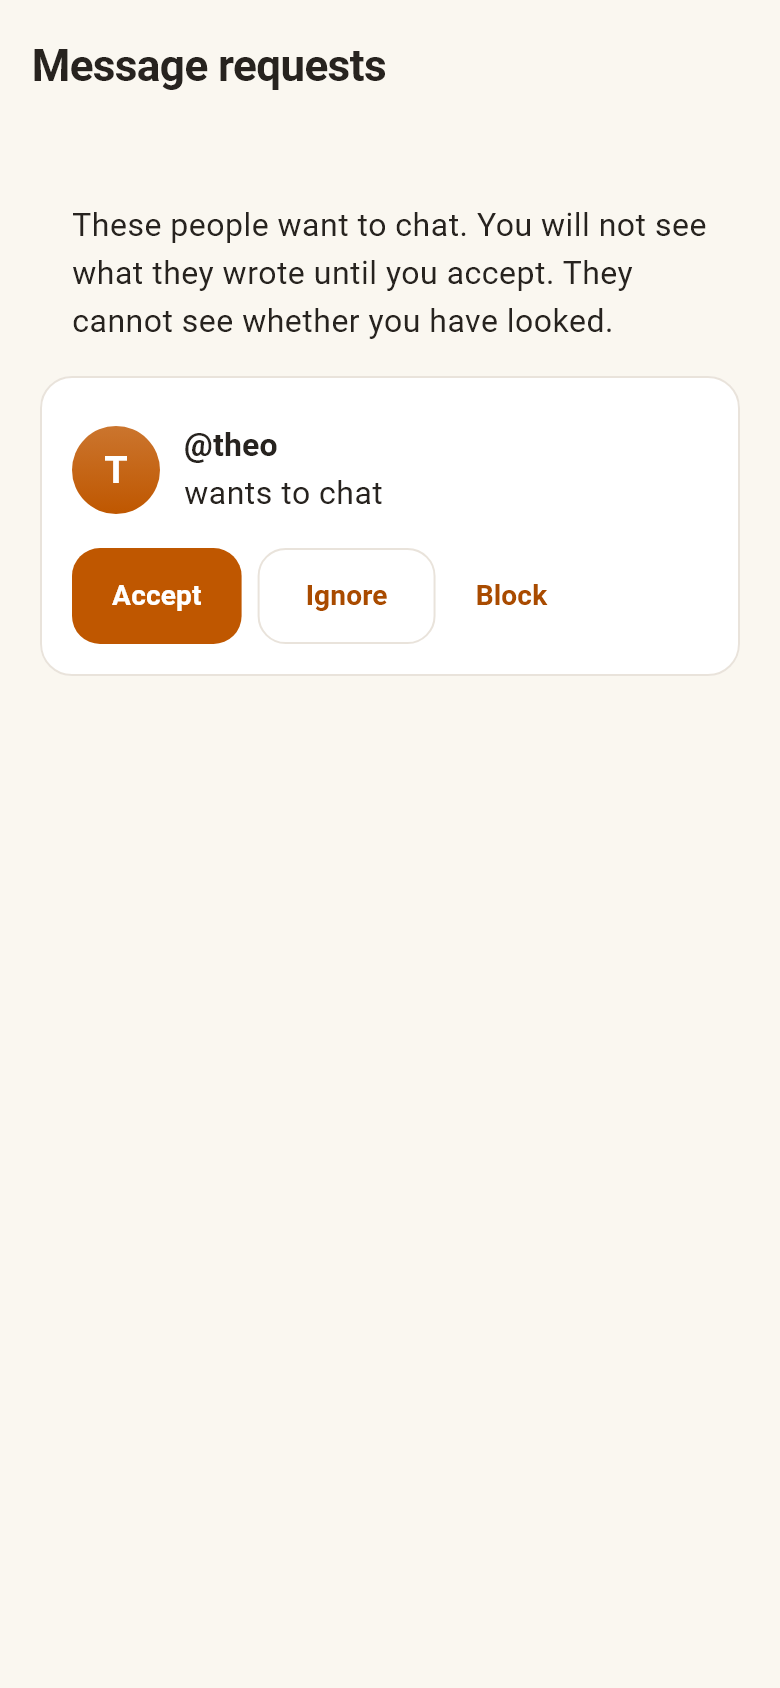 Message requests
These people want to chat. You will not see
what they wrote until you accept. They
cannot see whether you have looked.
T
@theo
wants to chat
Accept
Ignore
Block